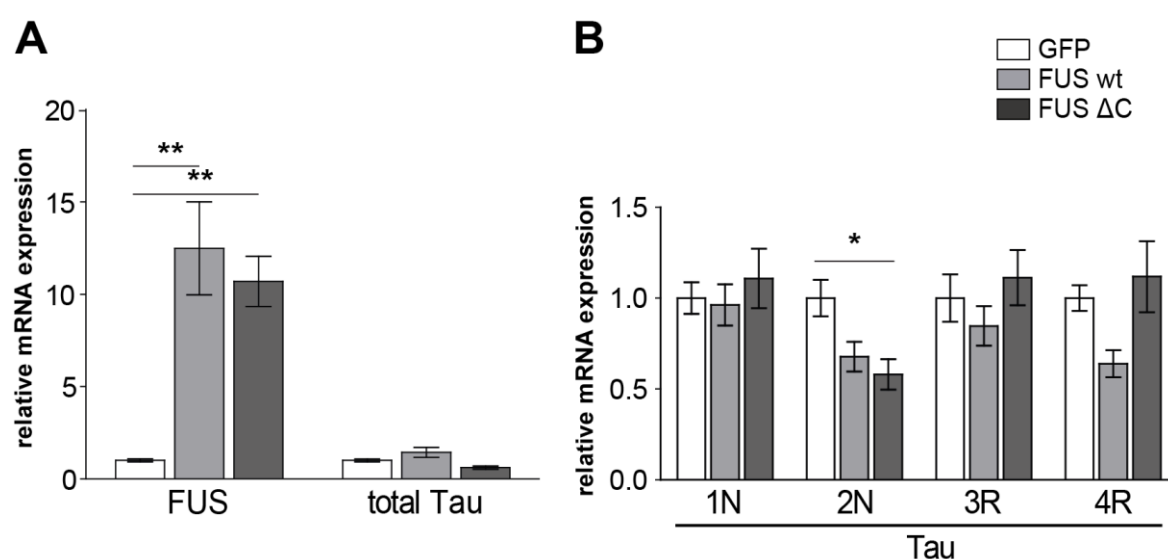 A
relative mRNA expression
20
15
10
5
0
**
**
FUS
total Tau
B
GFP
FUS wt
FUS ΔC
relative mRNA expression
1.5
1.0
0.5
0.0
*
1N
2N
3R
4R
Tau